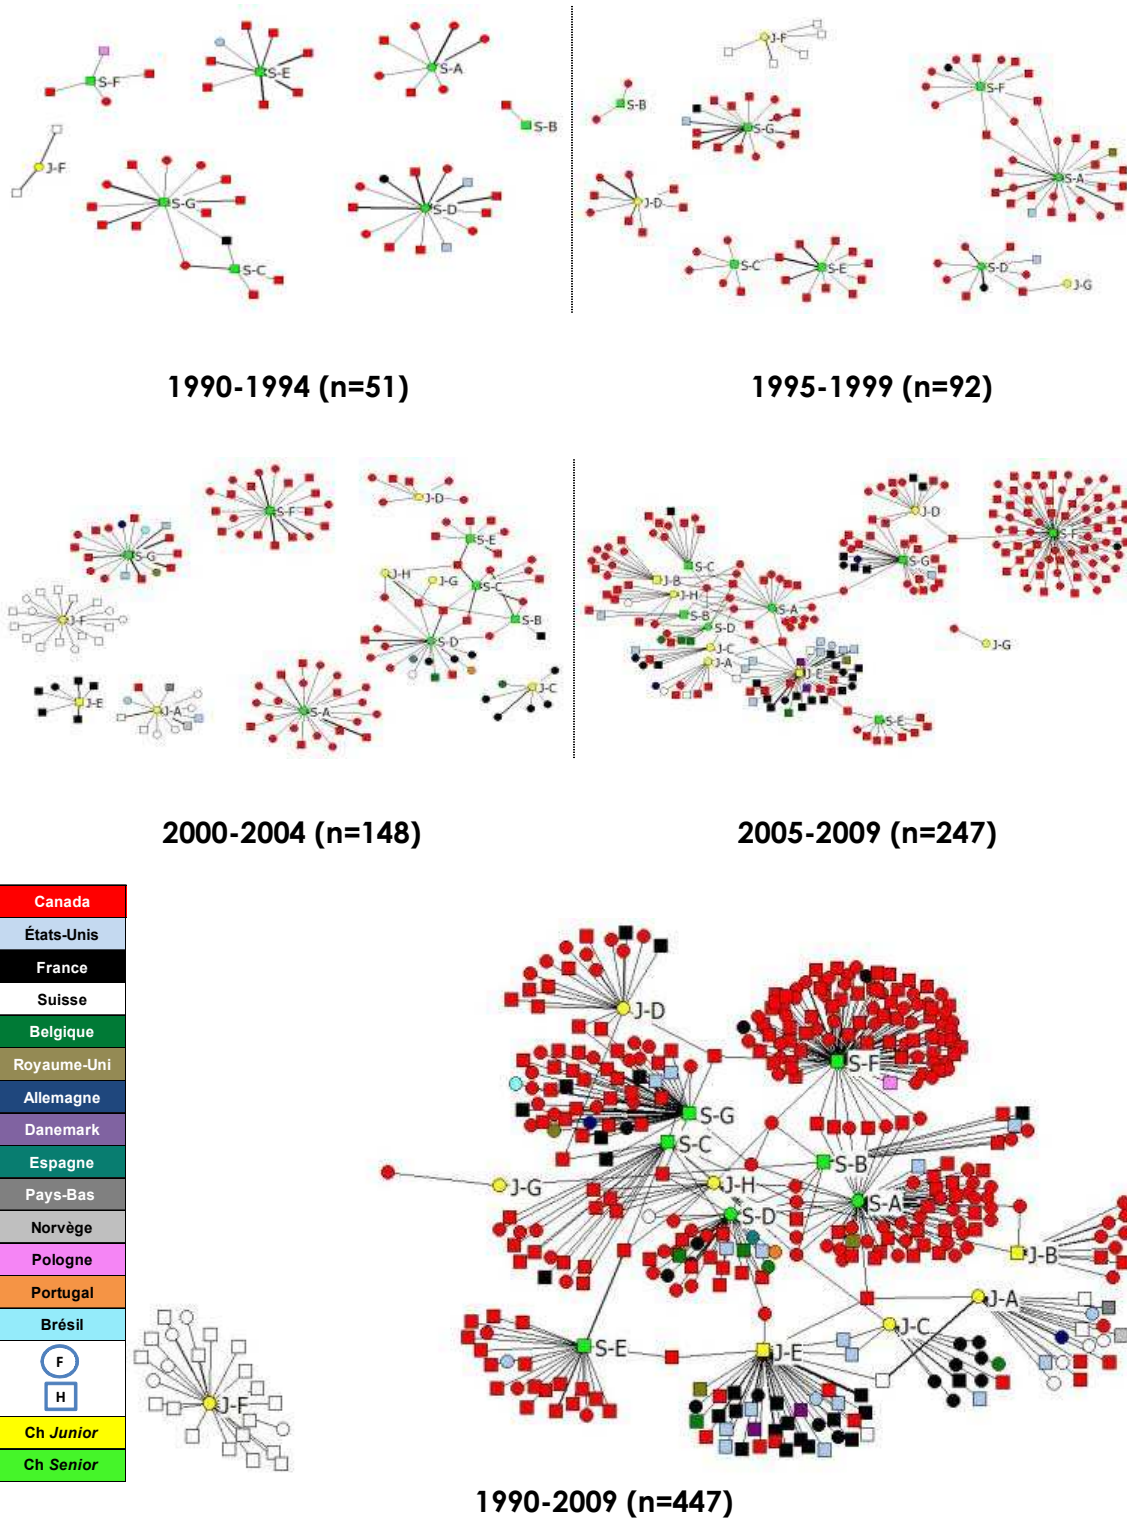 S-F
S-E
S-A
S-B
J-F
S-G
S-D
S-C
J-F
S-B
S-G
S-F
S-A
J-D
S-C
S-E
S-D
J-G
1990-1994 (n=51)
1995-1999 (n=92)
S-F
J-D
S-G
S-E
J-H
J-G
S-C
J-F
S-B
S-D
J-E
J-A
S-A
J-C
J-D
S-F
S-G
S-C
J-B
J-H
S-A
S-B
S-D
J-C
J-A
J-E
J-G
S-E
2000-2004 (n=148)
2005-2009 (n=247)
Canada
États-Unis
France
Suisse
Belgique
Royaume-Uni
Allemagne
Danemark
Espagne
Pays-Bas
Norvège
Pologne
Portugal
Brésil
F
H
Ch Junior
Ch Senior
J-D
S-F
S-G
S-C
S-B
J-G
J-H
S-A
S-D
J-B
J-A
J-C
S-E
J-E
J-F
1990-2009 (n=447)